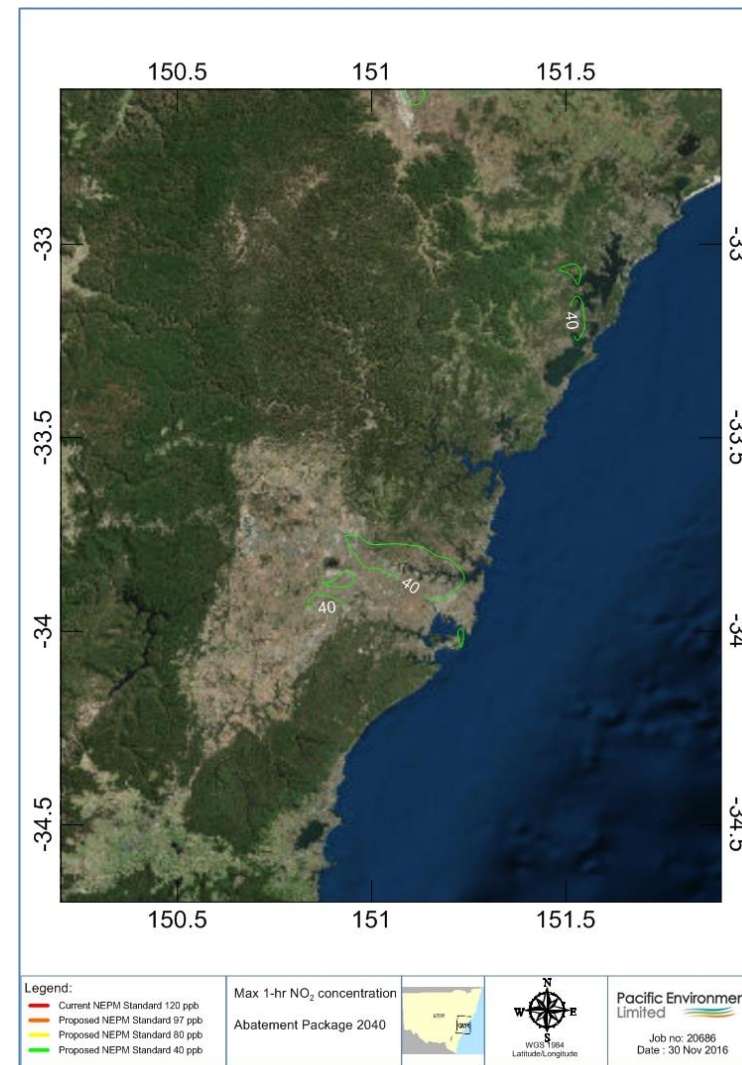 150.5 151 151.5
-33
-33.5
-34
-34.5
-33
-33.5
-34
-34.5
40
40
40
150.5 151 151.5
Legend:
Current NEPM Standard 120 ppb
Proposed NEPM Standard 97 ppb
Proposed NEPM Standard 80 ppb
Proposed NEPM Standard 40 ppb
Max 1-hr NO₂ concentration
Abatement Package 2040
NSW
GMR
N
W E
S
WGS 1984
Latitude/Longitude
Pacific Environmen
Limited
Job no: 20686
Date : 30 Nov 2016